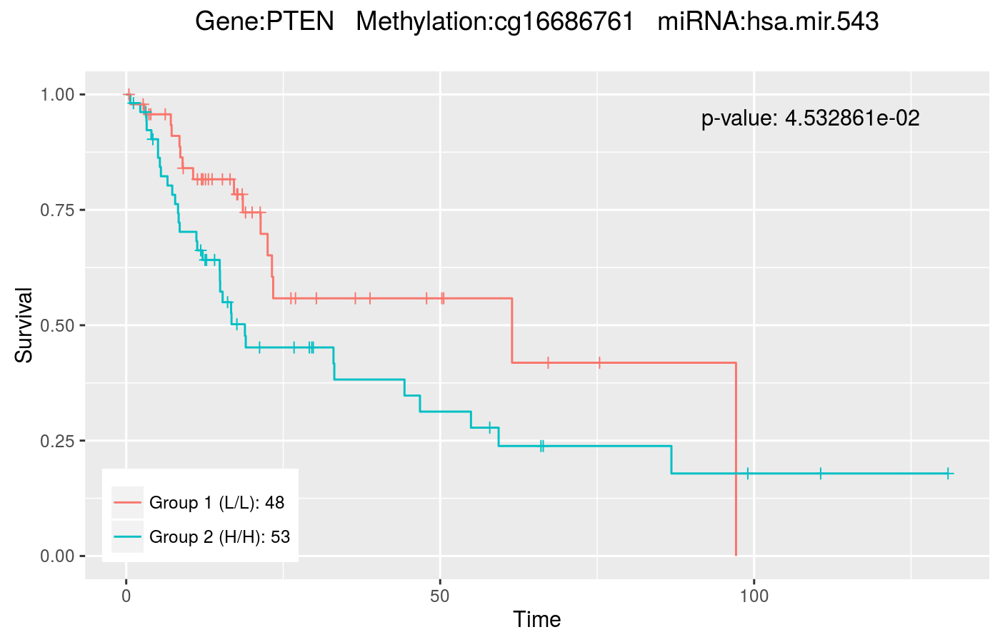 Gene:PTEN   Methylation:cg16686761   miRNA:hsa.mir.543
p-value: 4.532861e-02
1.00
0.75
0.50
0.25
0.00
Survival
Group 1 (L/L): 48
Group 2 (H/H): 53
0 50 100
Time